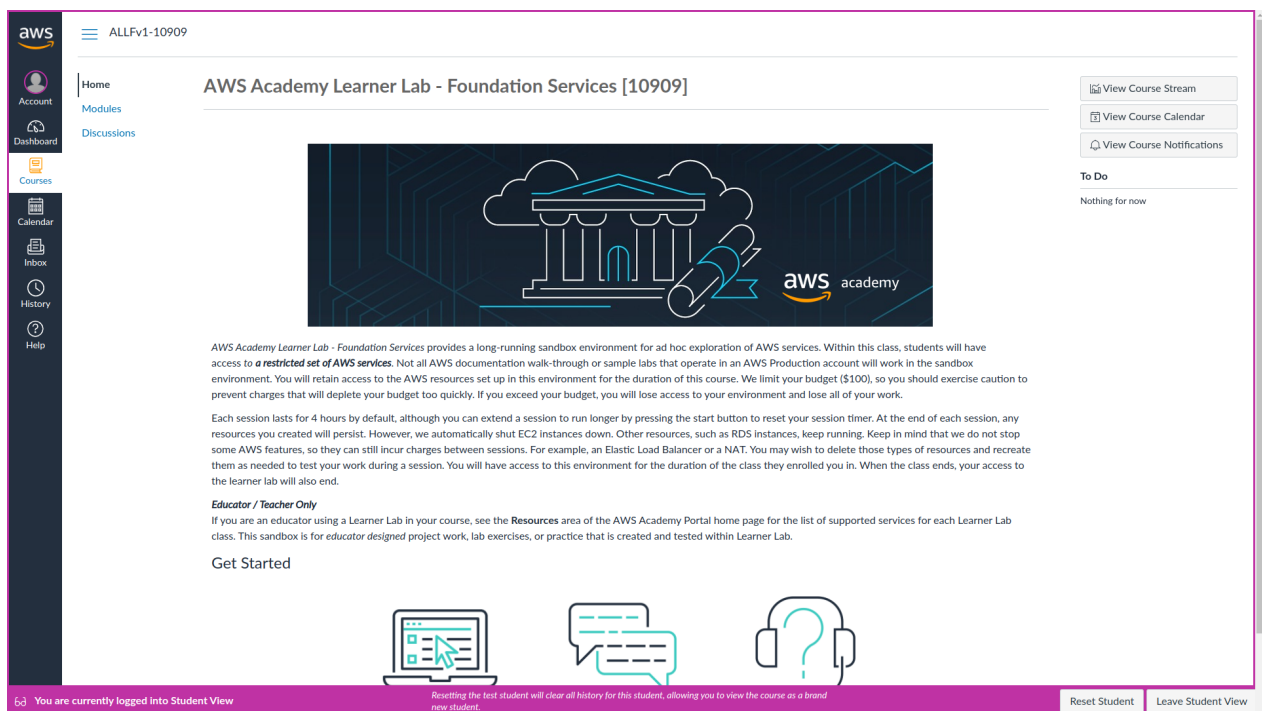 aws
ALLFv1-10909
Account
Dashboard
Courses
Calendar
Inbox
History
Help
Home
Modules
Discussions
AWS Academy Learner Lab - Foundation Services [10909]
aws academy
AWS Academy Learner Lab - Foundation Services provides a long-running sandbox environment for ad hoc exploration of AWS services. Within this class, students will have
access to a restricted set of AWS services. Not all AWS documentation walk-through or sample labs that operate in an AWS Production account will work in the sandbox
environment. You will retain access to the AWS resources set up in this environment for the duration of this course. We limit your budget ($100), so you should exercise caution to
prevent charges that will deplete your budget too quickly. If you exceed your budget, you will lose access to your environment and lose all of your work.
Each session lasts for 4 hours by default, although you can extend a session to run longer by pressing the start button to reset your session timer. At the end of each session, any
resources you created will persist. However, we automatically shut EC2 instances down. Other resources, such as RDS instances, keep running. Keep in mind that we do not stop
some AWS features, so they can still incur charges between sessions. For example, an Elastic Load Balancer or a NAT. You may wish to delete those types of resources and recreate
them as needed to test your work during a session. You will have access to this environment for the duration of the class they enrolled you in. When the class ends, your access to
the learner lab will also end.
Educator / Teacher Only
If you are an educator using a Learner Lab in your course, see the Resources area of the AWS Academy Portal home page for the list of supported services for each Learner Lab
class. This sandbox is for educator designed project work, lab exercises, or practice that is created and tested within Learner Lab.
Get Started
View Course Stream
View Course Calendar
View Course Notifications
To Do
Nothing for now
You are currently logged into Student View
Resetting the test student will clear all history for this student, allowing you to view the course as a brand
new student.
Reset Student
Leave Student View